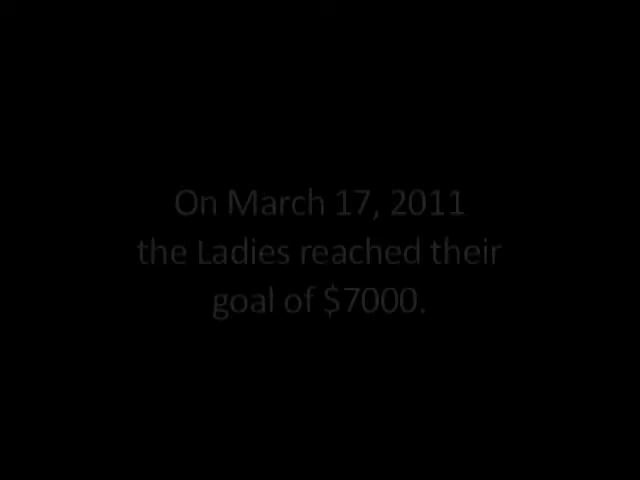 On March 17, 2011
the Ladies reached their
goal of $7000.